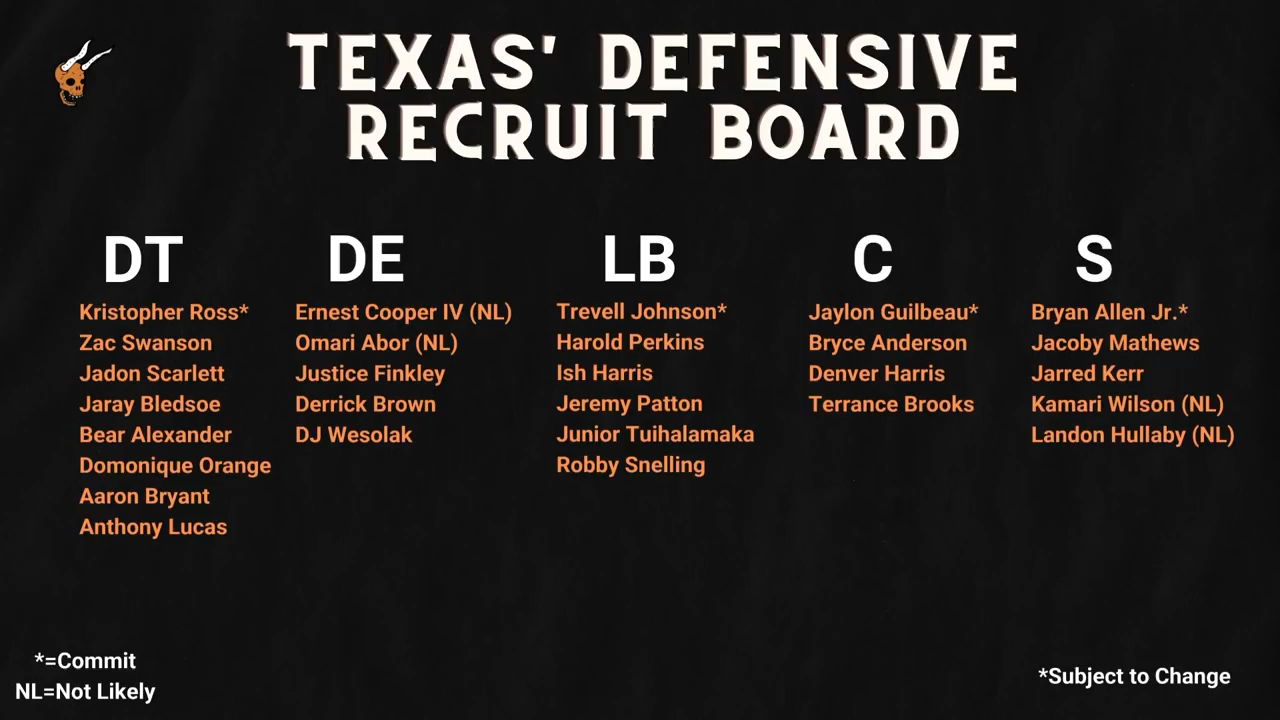 TEXAS' DEFENSIVE
RECRUIT BOARD
DT
Kristopher Ross*
Zac Swanson
Jadon Scarlett
Jaray Bledsoe
Bear Alexander
Domonique Orange
Aaron Bryant
Anthony Lucas
DE
Ernest Cooper IV (NL)
Omari Abor (NL)
Justice Finkley
Derrick Brown
DJ Wesolak
LB
Trevell Johnson*
Harold Perkins
Ish Harris
Jeremy Patton
Junior Tuihalamaka
Robby Snelling
C
Jaylon Guilbeau*
Bryce Anderson
Denver Harris
Terrance Brooks
S
Bryan Allen Jr.*
Jacoby Mathews
Jarred Kerr
Kamari Wilson (NL)
Landon Hullaby (NL)
*=Commit
NL=Not Likely
*Subject to Change